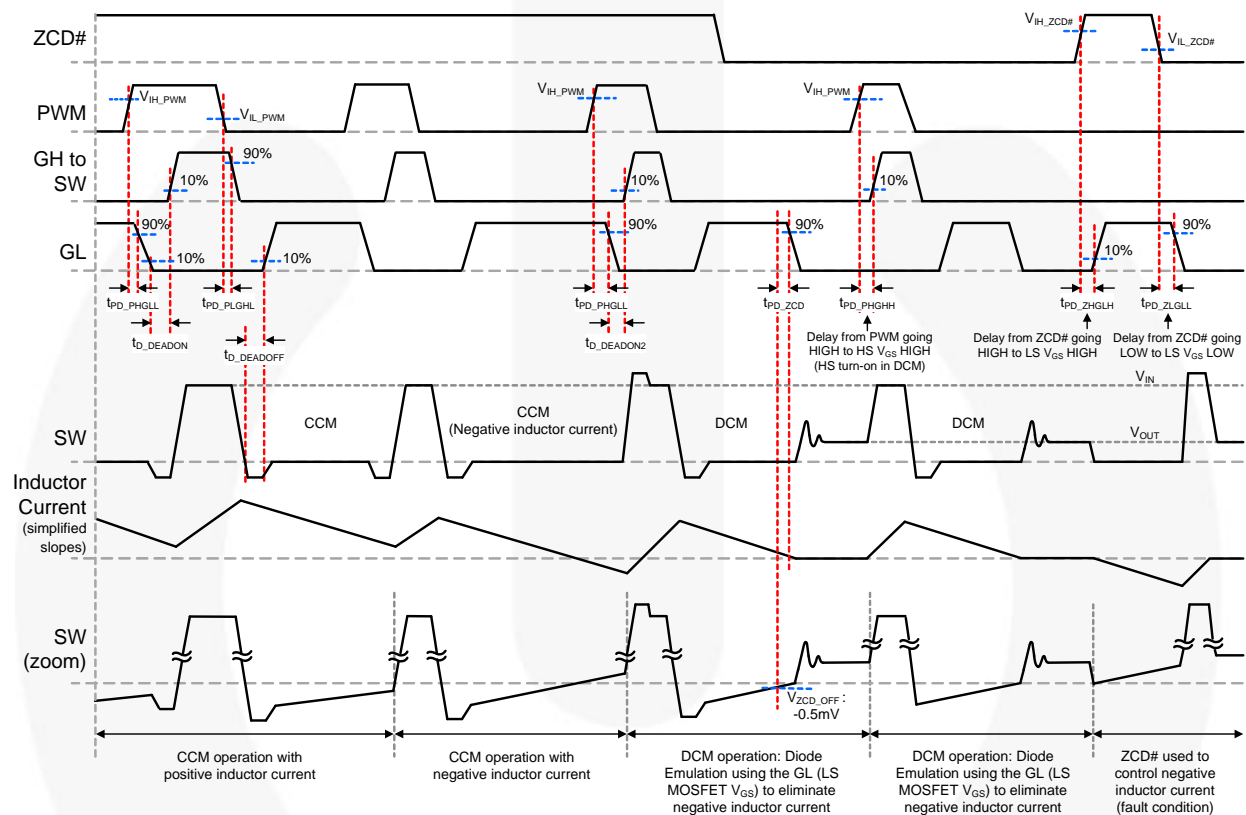 ZCD#
V_IH_ZCD#
V_IL_ZCD#
PWM
V_IH_PWM
V_IL_PWM
V_IH_PWM
V_IH_PWM
GH to
SW
90%
10%
10%
10%
GL
90%
10%
10%
90%
90%
10%
90%
t_PD_PHGLL
t_PD_PLGHL
t_PD_PHGLL
t_PD_ZCD
t_PD_PHGHH
t_PD_ZHGLH
t_PD_ZLGLL
t_D_DEADON
t_D_DEADOFF
t_D_DEADON2
Delay from PWM going
HIGH to HS V_GS HIGH
(HS turn-on in DCM)
Delay from ZCD# going
HIGH to LS V_GS HIGH
Delay from ZCD# going
LOW to LS V_GS LOW
SW
CCM
CCM
(Negative inductor current)
DCM
DCM
V_IN
V_OUT
Inductor
Current
(simplified
slopes)
SW
(zoom)
V_ZCD_OFF :
-0.5mV
CCM operation with
positive inductor current
CCM operation with
negative inductor current
DCM operation: Diode
Emulation using the GL (LS
MOSFET V_GS) to eliminate
negative inductor current
DCM operation: Diode
Emulation using the GL (LS
MOSFET V_GS) to eliminate
negative inductor current
ZCD# used to
control negative
inductor current
(fault condition)